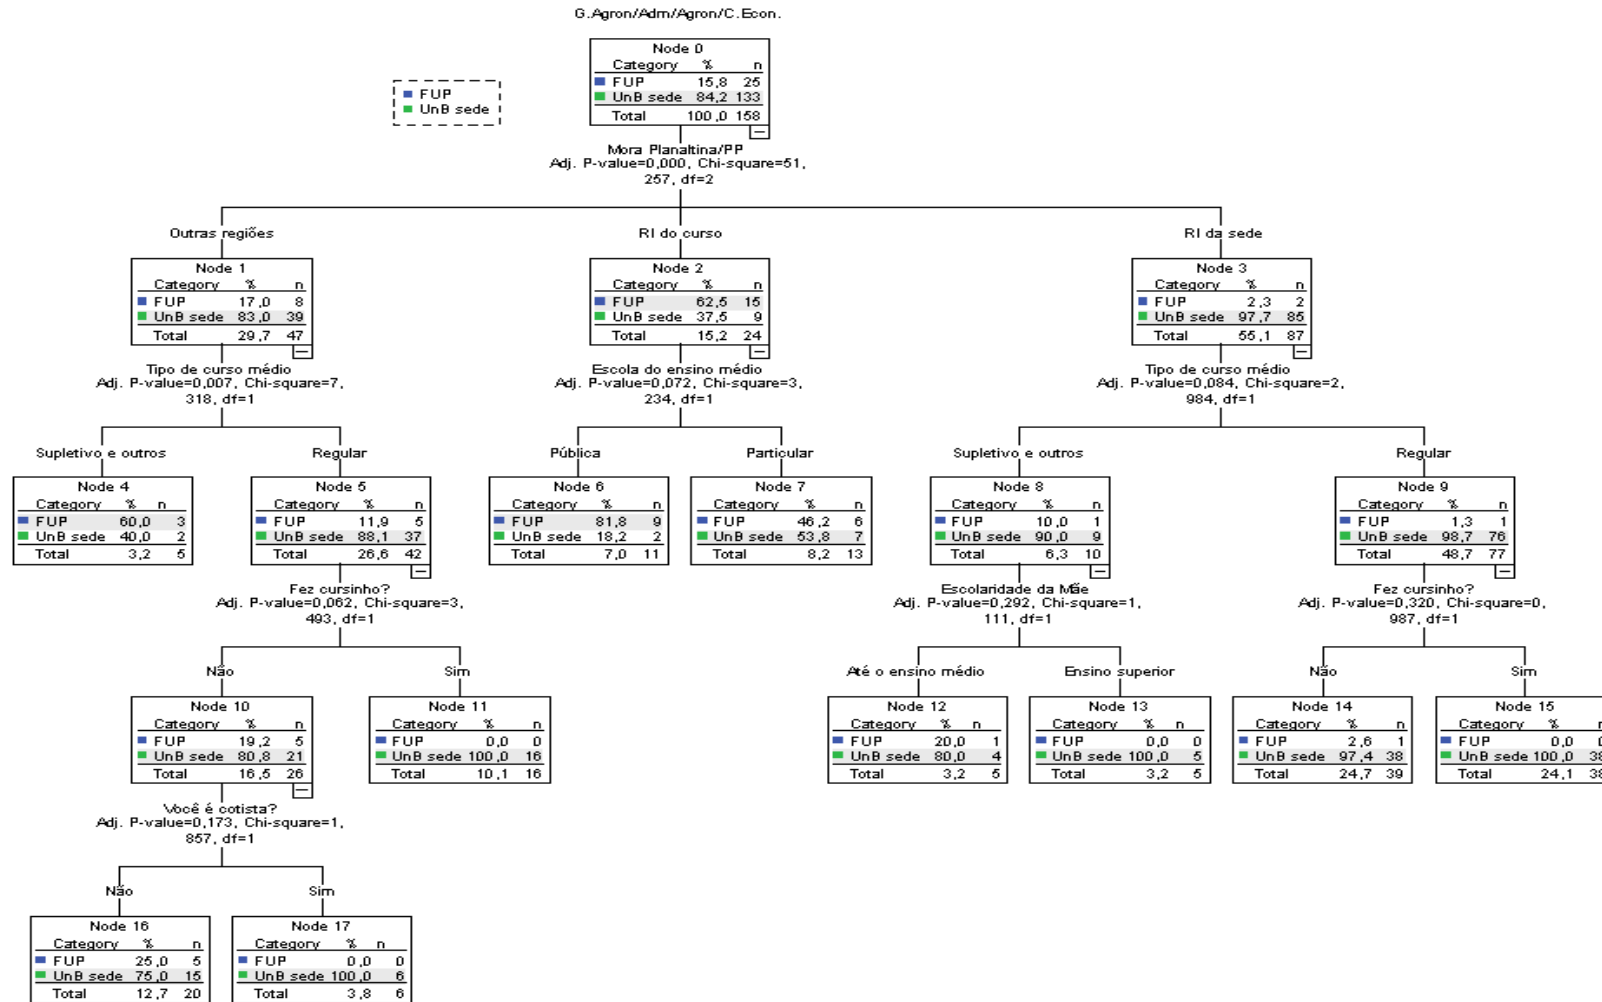 G.Agron/Adm/Agron/C.Econ.
FUP
UnB sede
Node 0
Category % n
FUP 15,8 25
UnB sede 84,2 133
Total 100,0 158
Mora Planaltina/PP
Adj. P-value=0,000, Chi-square=51,
257, df=2
Outras regiões
RI do curso
RI da sede
Node 1
Category % n
FUP 17,0 8
UnB sede 83,0 39
Total 29,7 47
Node 2
Category % n
FUP 62,5 15
UnB sede 37,5 9
Total 15,2 24
Node 3
Category % n
FUP 2,3 2
UnB sede 97,7 85
Total 55,1 87
Tipo de curso médio
Adj. P-value=0,007, Chi-square=7,
318, df=1
Escola do ensino médio
Adj. P-value=0,072, Chi-square=3,
234, df=1
Tipo de curso médio
Adj. P-value=0,084, Chi-square=2,
984, df=1
Supletivo e outros
Regular
Pública
Particular
Supletivo e outros
Regular
Node 4
Category % n
FUP 60,0 3
UnB sede 40,0 2
Total 3,2 5
Node 5
Category % n
FUP 11,9 5
UnB sede 88,1 37
Total 26,6 42
Node 6
Category % n
FUP 81,8 9
UnB sede 18,2 2
Total 7,0 11
Node 7
Category % n
FUP 46,2 6
UnB sede 53,8 7
Total 8,2 13
Node 8
Category % n
FUP 10,0 1
UnB sede 90,0 9
Total 6,3 10
Node 9
Category % n
FUP 1,3 1
UnB sede 98,7 76
Total 48,7 77
Fez cursinho?
Adj. P-value=0,062, Chi-square=3,
493, df=1
Escolaridade da Mãe
Adj. P-value=0,292, Chi-square=1,
111, df=1
Fez cursinho?
Adj. P-value=0,320, Chi-square=0,
987, df=1
Não
Sim
Até o ensino médio
Ensino superior
Não
Sim
Node 10
Category % n
FUP 19,2 5
UnB sede 80,8 21
Total 16,5 26
Node 11
Category % n
FUP 0,0 0
UnB sede 100,0 16
Total 10,1 16
Node 12
Category % n
FUP 20,0 1
UnB sede 80,0 4
Total 3,2 5
Node 13
Category % n
FUP 0,0 0
UnB sede 100,0 5
Total 3,2 5
Node 14
Category % n
FUP 2,6 1
UnB sede 97,4 38
Total 24,7 39
Node 15
Category % n
FUP 0,0 0
UnB sede 100,0 38
Total 24,1 38
Você é cotista?
Adj. P-value=0,173, Chi-square=1,
857, df=1
Não
Sim
Node 16
Category % n
FUP 25,0 5
UnB sede 75,0 15
Total 12,7 20
Node 17
Category % n
FUP 0,0 0
UnB sede 100,0 6
Total 3,8 6